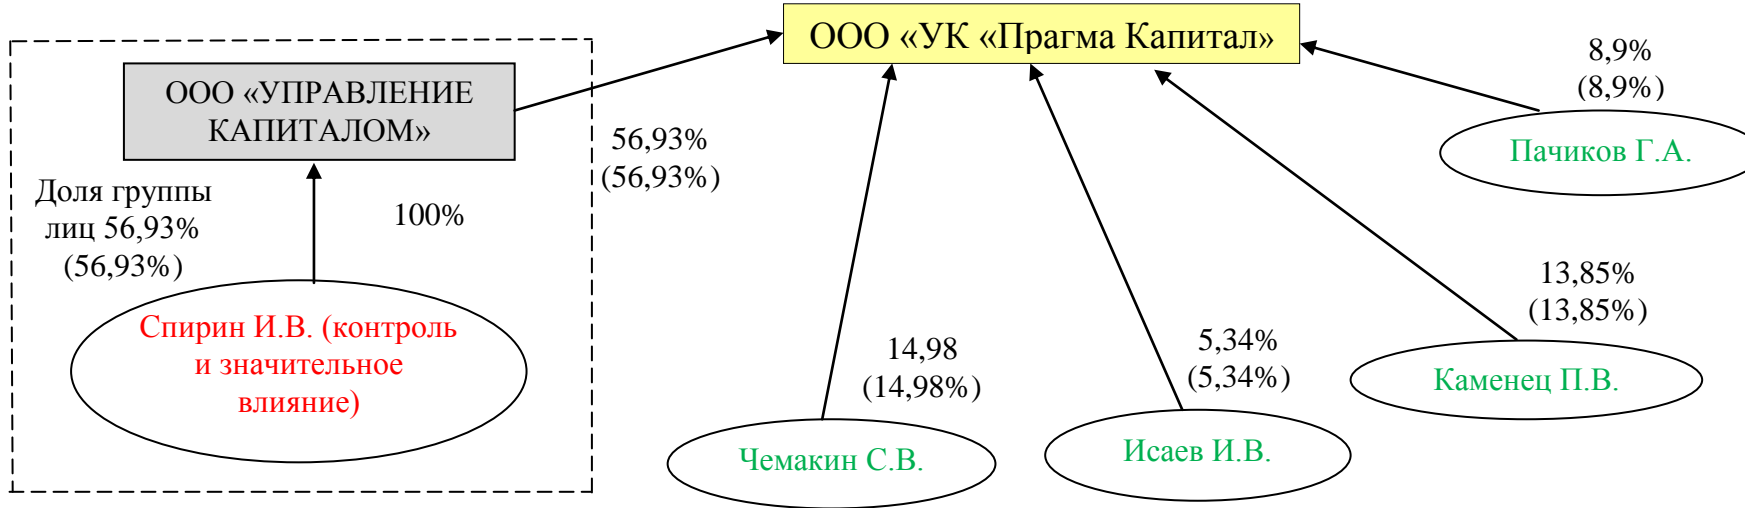 ООО «УК «Прагма Капитал»
ООО «УПРАВЛЕНИЕ
КАПИТАЛОМ»
56,93%
(56,93%)
8,9%
(8,9%)
Пачиков Г.А.
Доля группы
лиц 56,93%
(56,93%)
100%
Спирин И.В. (контроль
и значительное
влияние)
14,98
(14,98%)
Чемакин С.В.
5,34%
(5,34%)
Исаев И.В.
13,85%
(13,85%)
Каменец П.В.